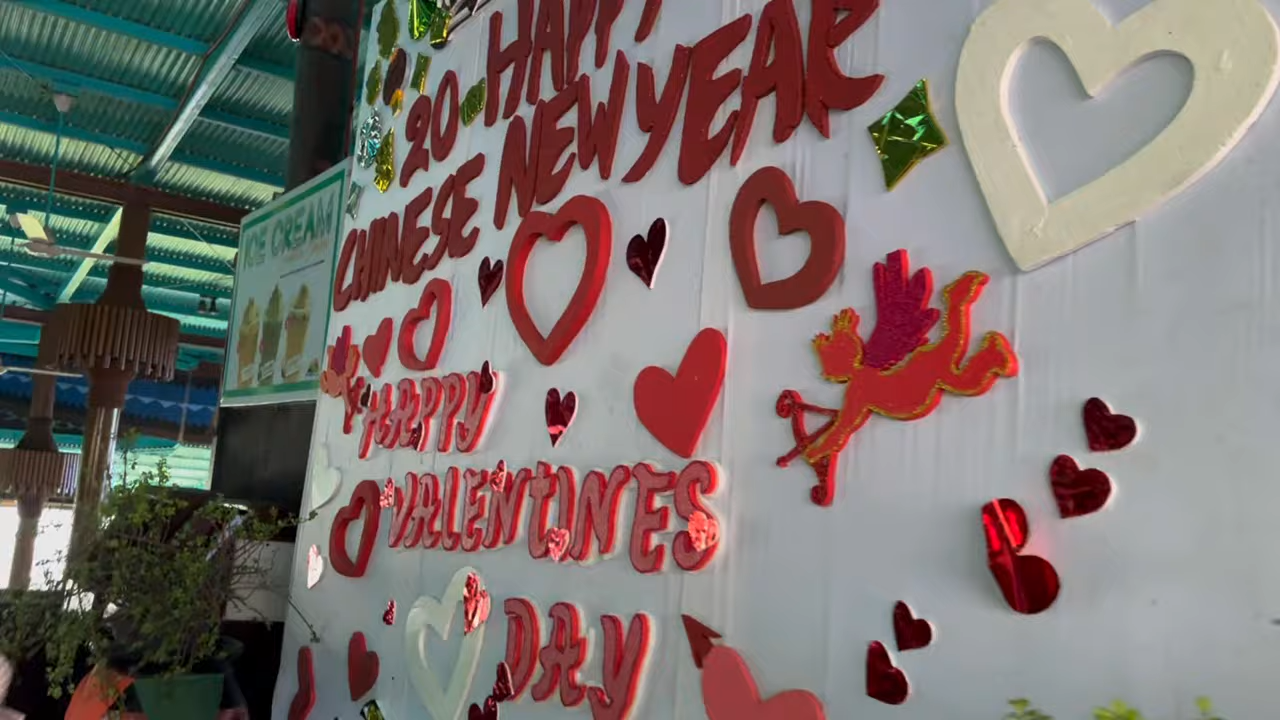 HAPPY
20
CHINESE NEW YEAR
HAPPY
VALENTINES
DAY
ICE CREAM